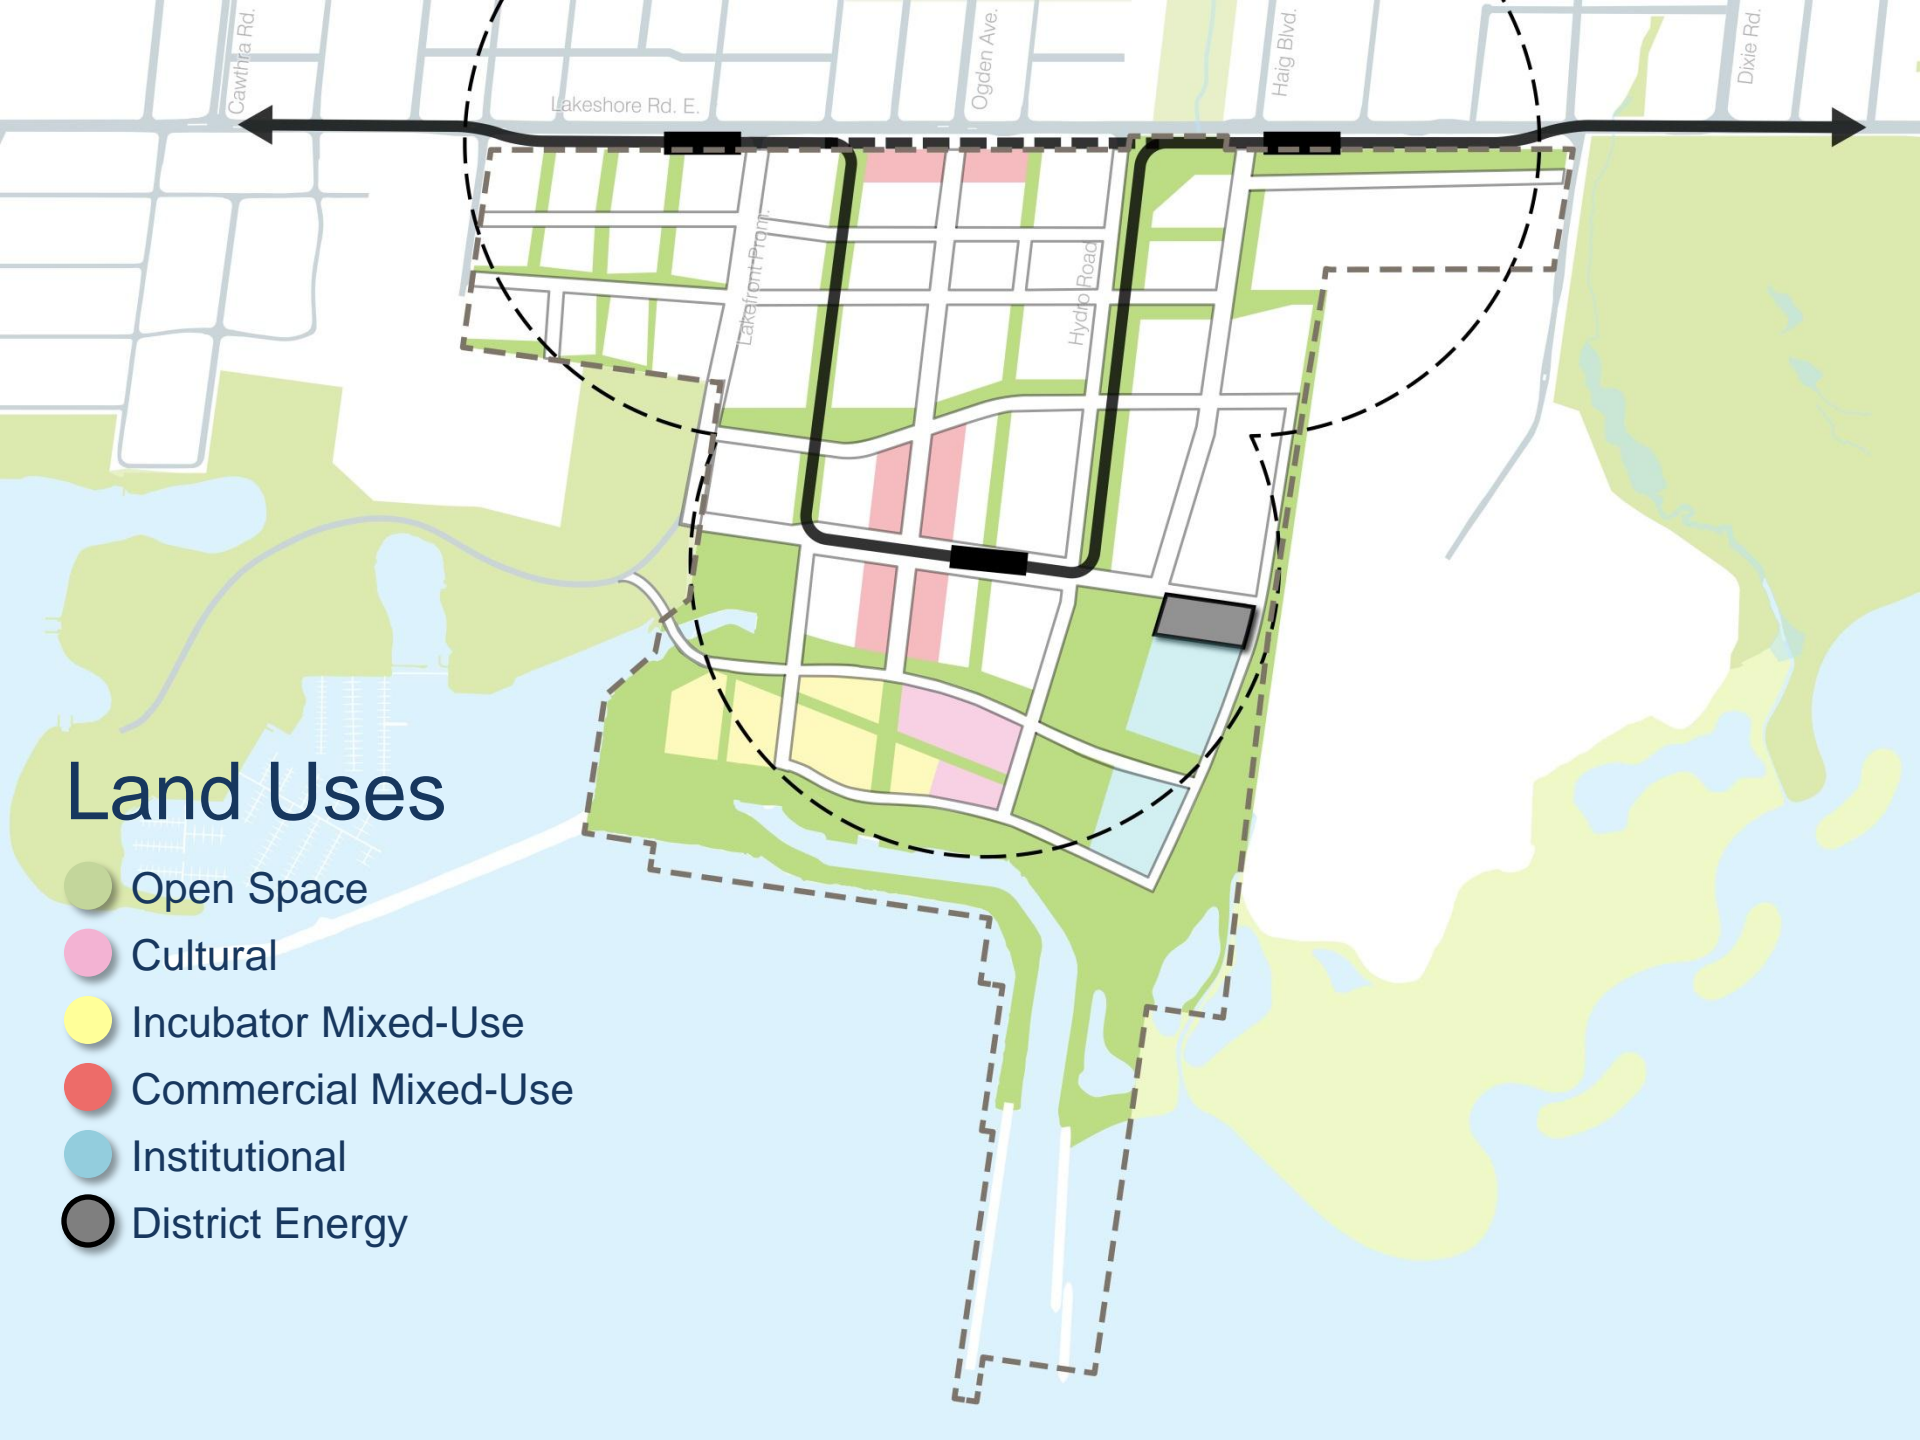 Cawthra Rd.
Ogden Ave.
Haig Blvd.
Dixie Rd.
Lakeshore Rd. E.
Lakefront Prom.
Hydro Road
Land Uses
Open Space
Cultural
Incubator Mixed-Use
Commercial Mixed-Use
Institutional
District Energy